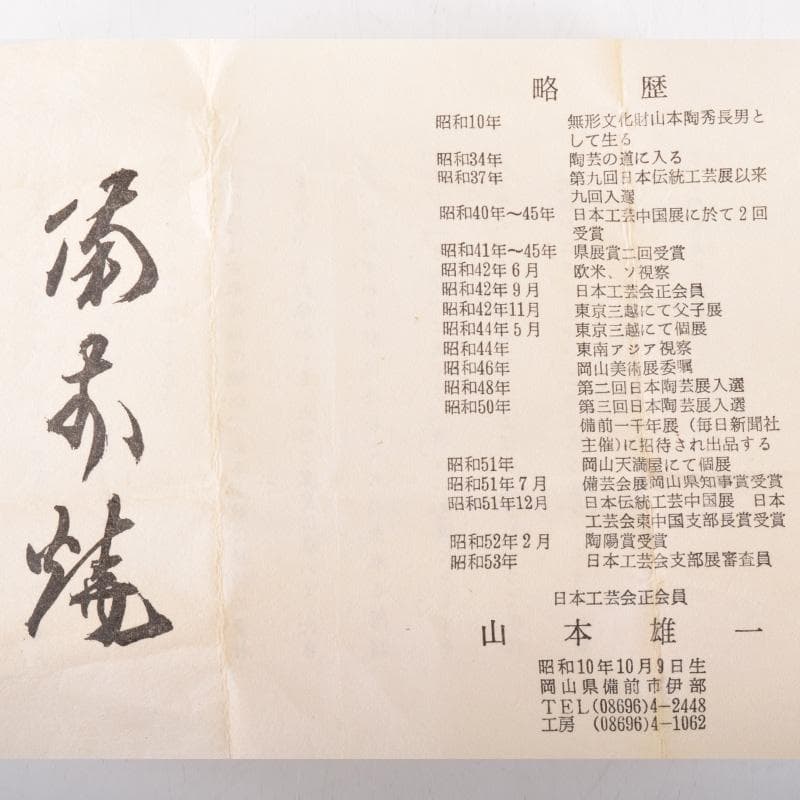 備前焼
略歴
昭和10年 無形文化財山本陶秀長男と
して生る
昭和34年 陶芸の道に入る
昭和37年 第九回日本伝統工芸展以来
九回入選
昭和40年～45年 日本工芸中国展に於て2回
受賞
昭和41年～45年 県展賞二回受賞
昭和42年6月 欧米、ソ視察
昭和42年9月 日本工芸会正会員
昭和42年11月 東京三越にて父子展
昭和44年5月 東京三越にて個展
昭和44年 東南アジア視察
昭和46年 岡山美術展委嘱
昭和48年 第二回日本陶芸展入選
昭和50年 第三回日本陶芸展入選
備前一千年展（毎日新聞社
主催)に招待され出品する
昭和51年 岡山天満屋にて個展
昭和51年7月 備芸会展岡山県知事賞受賞
昭和51年12月 日本伝統工芸中国展 日本
工芸会東中国支部長賞受賞
昭和52年2月 陶陽賞受賞
昭和53年 日本工芸会支部展審査員
日本工芸会正会員
山本雄一
昭和10年10月9日生
岡山県備前市伊部
TEL(08696)4-2448
工房 (08696)4-1062